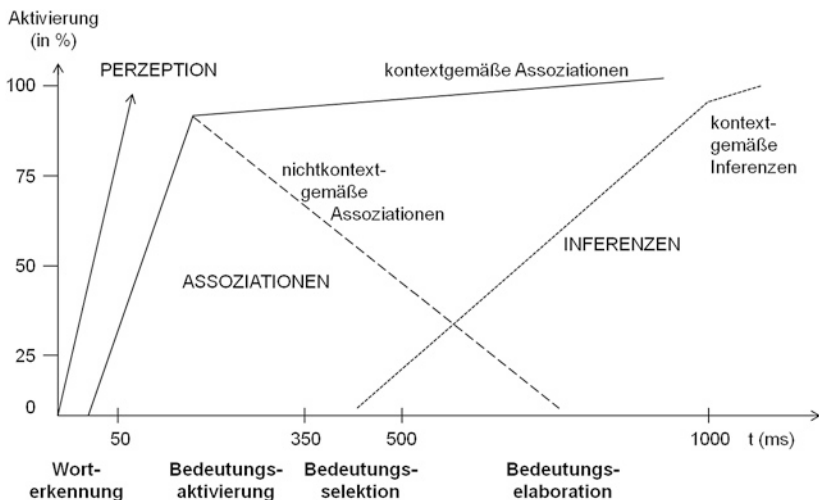 Aktivierung
(in %)
PERZEPTION
kontextgemäße Assoziationen
100
kontext-
gemäße
Inferenzen
75
nichtkontext-
gemäße
Assoziationen
INFERENZEN
50
ASSOZIATIONEN
25
0
50 350 500 1000 t (ms)
Wort- Bedeutungs- Bedeutungs- Bedeutungs-
erkennung aktivierung selektion elaboration